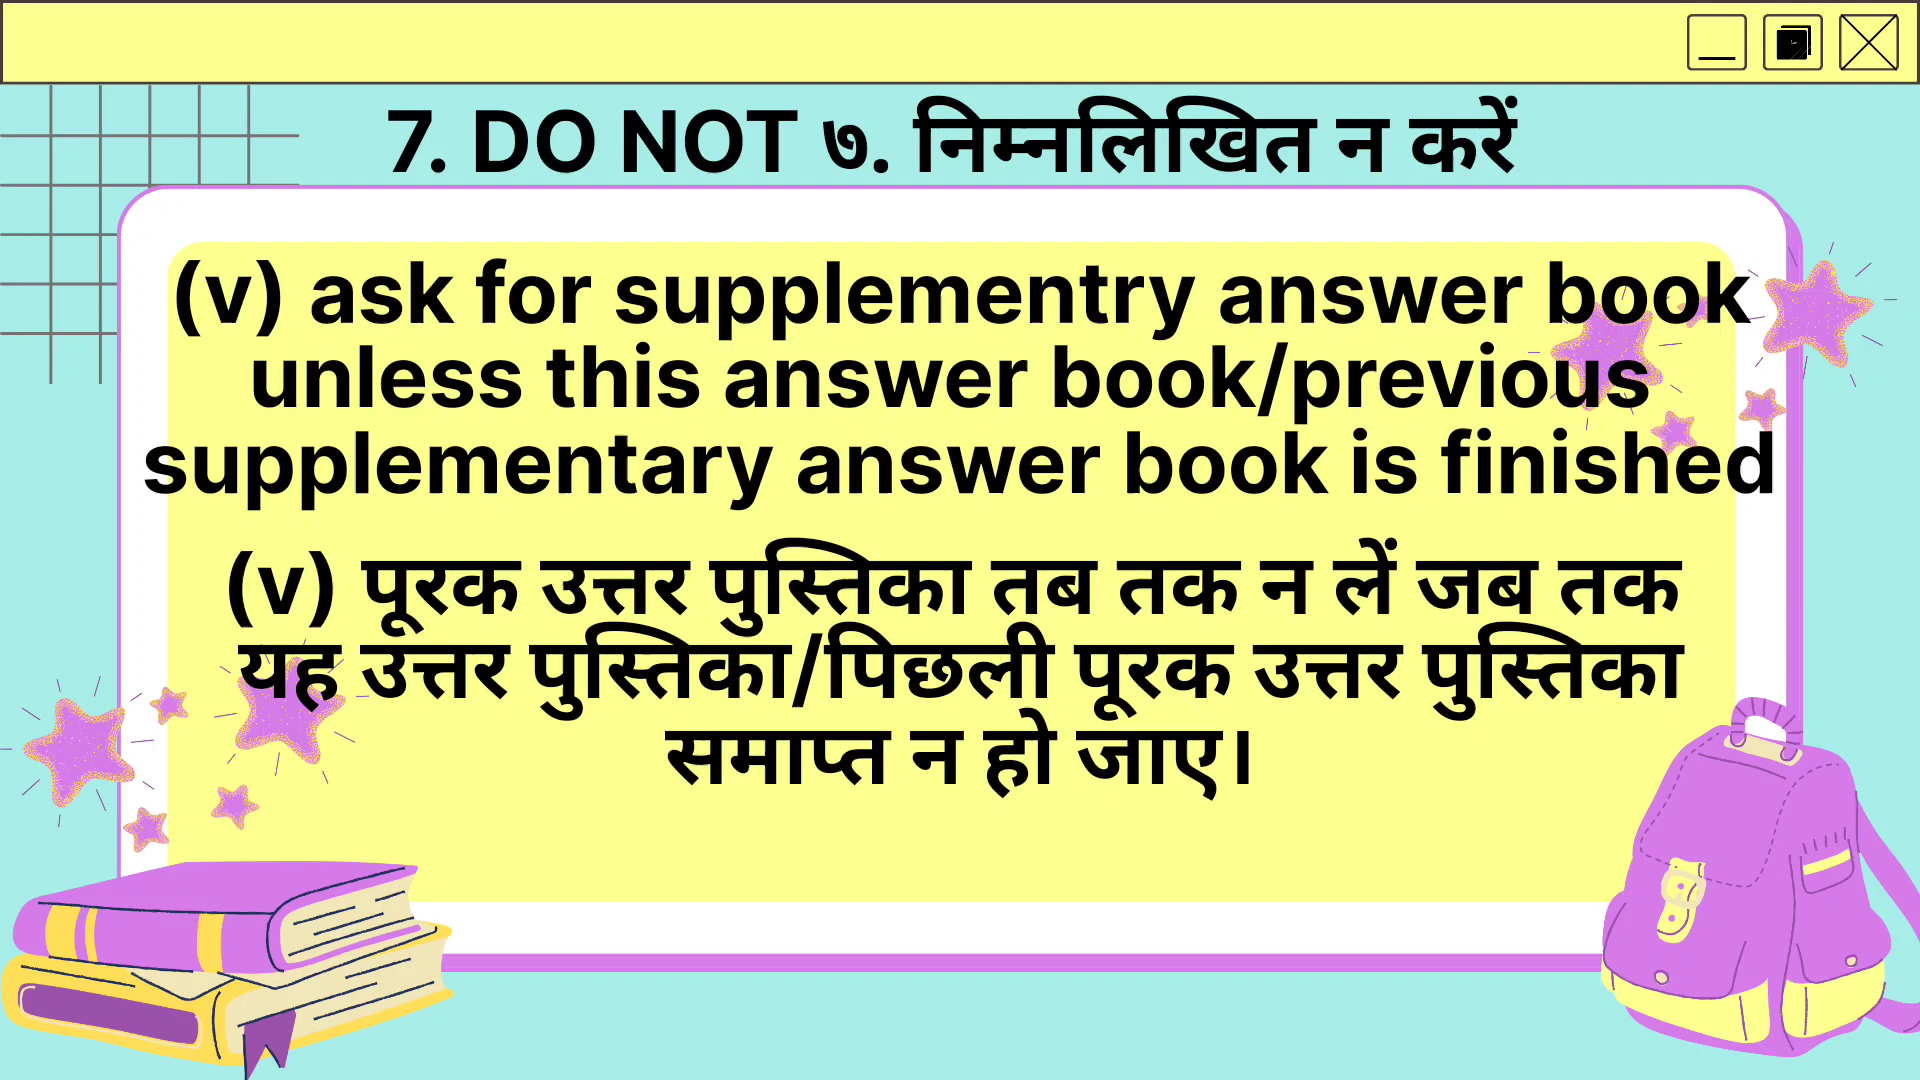 7. DO NOT ७. निम्नलिखित न करें
(v) ask for supplementry answer book
unless this answer book/previous
supplementary answer book is finished
(v) पूरक उत्तर पुस्तिका तब तक न लें जब तक
यह उत्तर पुस्तिका/पिछली पूरक उत्तर पुस्तिका
समाप्त न हो जाए।